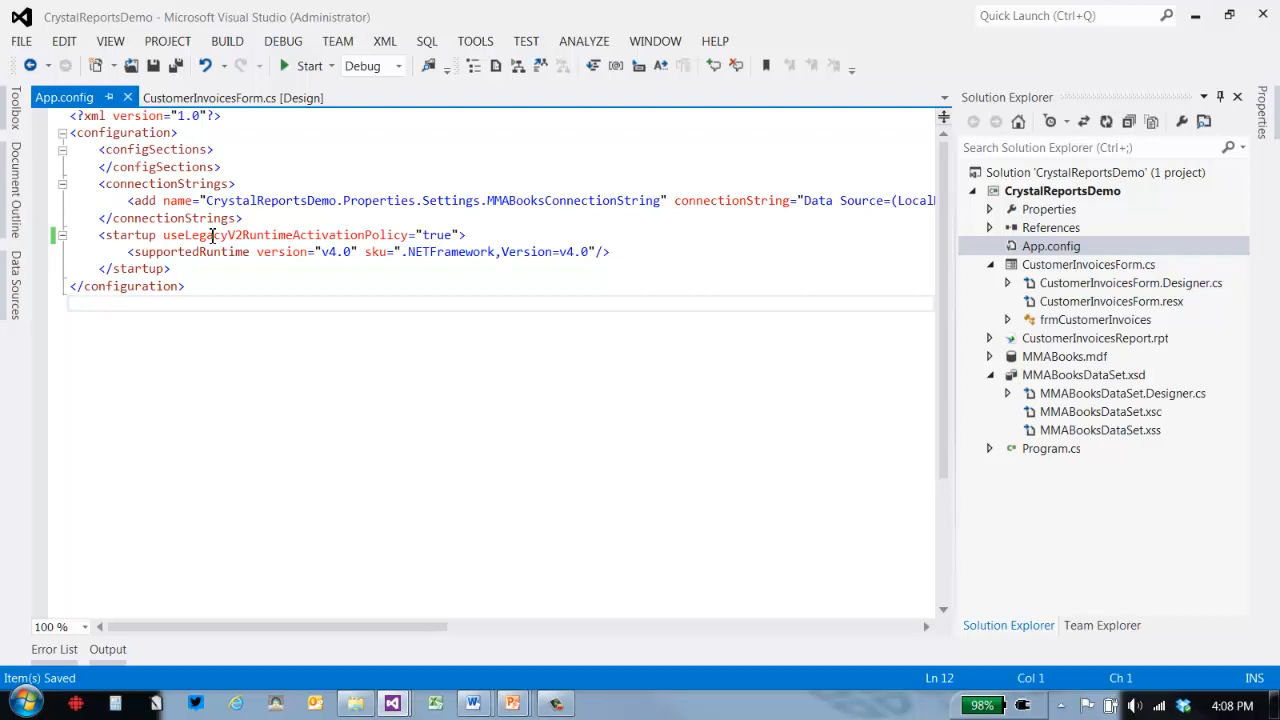 CrystalReportsDemo - Microsoft Visual Studio (Administrator)
Quick Launch (Ctrl+Q)
FILE EDIT VIEW PROJECT BUILD DEBUG TEAM XML SQL TOOLS TEST ANALYZE WINDOW HELP
Start Debug
App.config CustomerInvoicesForm.cs [Design]
Toolbox
Document Outline
Data Sources
<?xml version="1.0"?>
<configuration>
<configSections>
</configSections>
<connectionStrings>
<add name="CrystalReportsDemo.Properties.Settings.MMABooksConnectionString" connectionString="Data Source=(Local
</connectionStrings>
<startup useLegacyV2RuntimeActivationPolicy="true">
<supportedRuntime version="v4.0" sku=".NETFramework,Version=v4.0"/>
</startup>
</configuration>
100 %
Error List Output
Solution Explorer
Search Solution Explorer (Ctrl+;)
Solution 'CrystalReportsDemo' (1 project)
CrystalReportsDemo
Properties
References
App.config
CustomerInvoicesForm.cs
CustomerInvoicesForm.Designer.cs
CustomerInvoicesForm.resx
frmCustomerInvoices
CustomerInvoicesReport.rpt
MMABooks.mdf
MMABooksDataSet.xsd
MMABooksDataSet.Designer.cs
MMABooksDataSet.xsc
MMABooksDataSet.xss
Program.cs
Solution Explorer Team Explorer
Properties
Item(s) Saved Ln 12 Col 1 Ch 1 INS
98% 4:08 PM